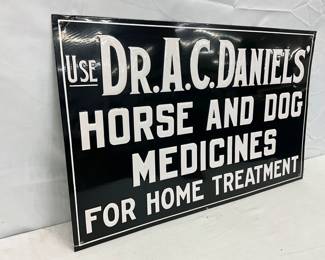 USE DR.A.C.DANIELS'
HORSE AND DOG
MEDICINES
FOR HOME TREATMENT